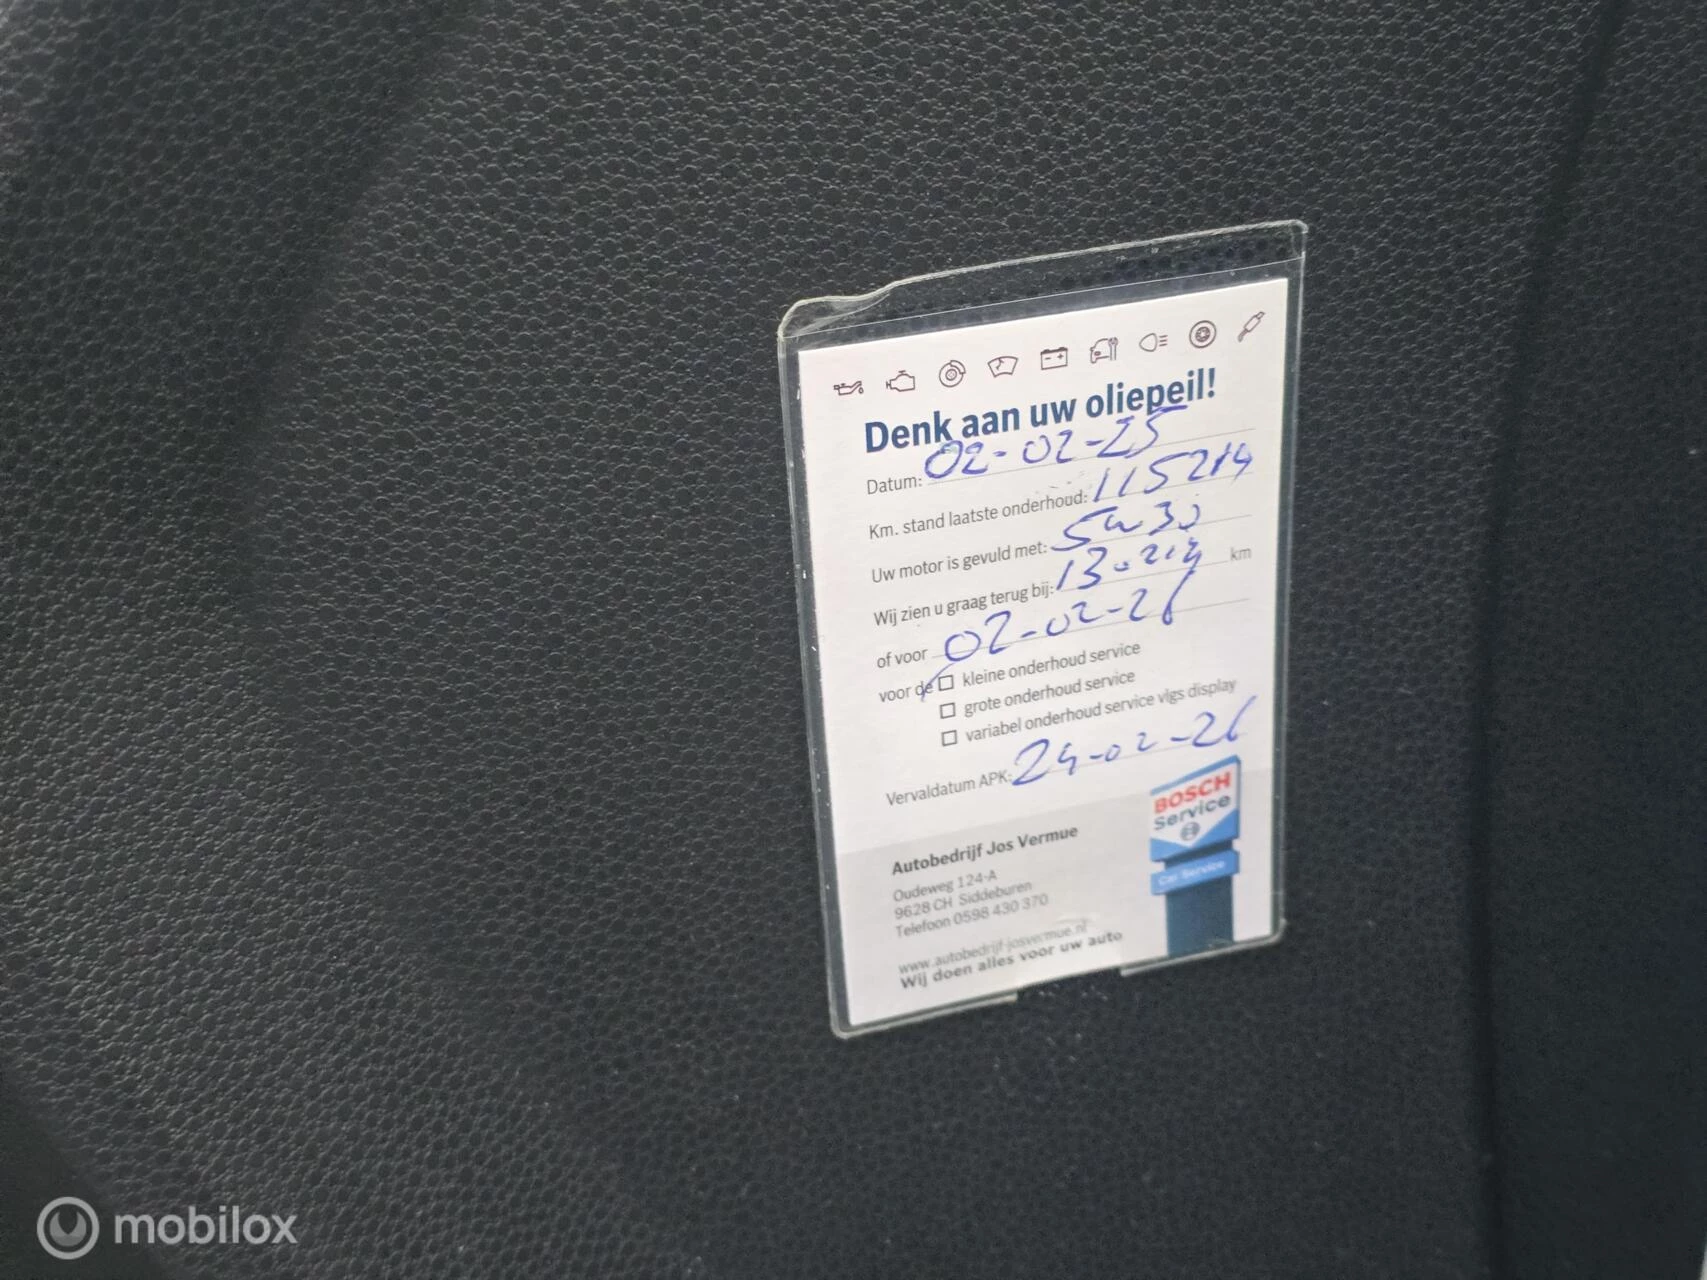 Denk aan uw oliepeil!
Datum: 02-02-25
Km. stand laatste onderhoud: 115214
Uw motor is gevuld met: 5w30
Wij zien u graag terug bij: km
of voor 02-02-26
voor de kleine onderhoud service
grote onderhoud service
variabel onderhoud service vlgs display
Vervaldatum APK: 24-02-26
BOSCH
Service
Car Service
Autobedrijf Jos Vermue
Oudeweg 124-A
9628 CH Siddeburen
Telefoon 0598 430 370
www.autobedrijf-josvermue.nl
Wij doen alles voor uw auto
mobilox